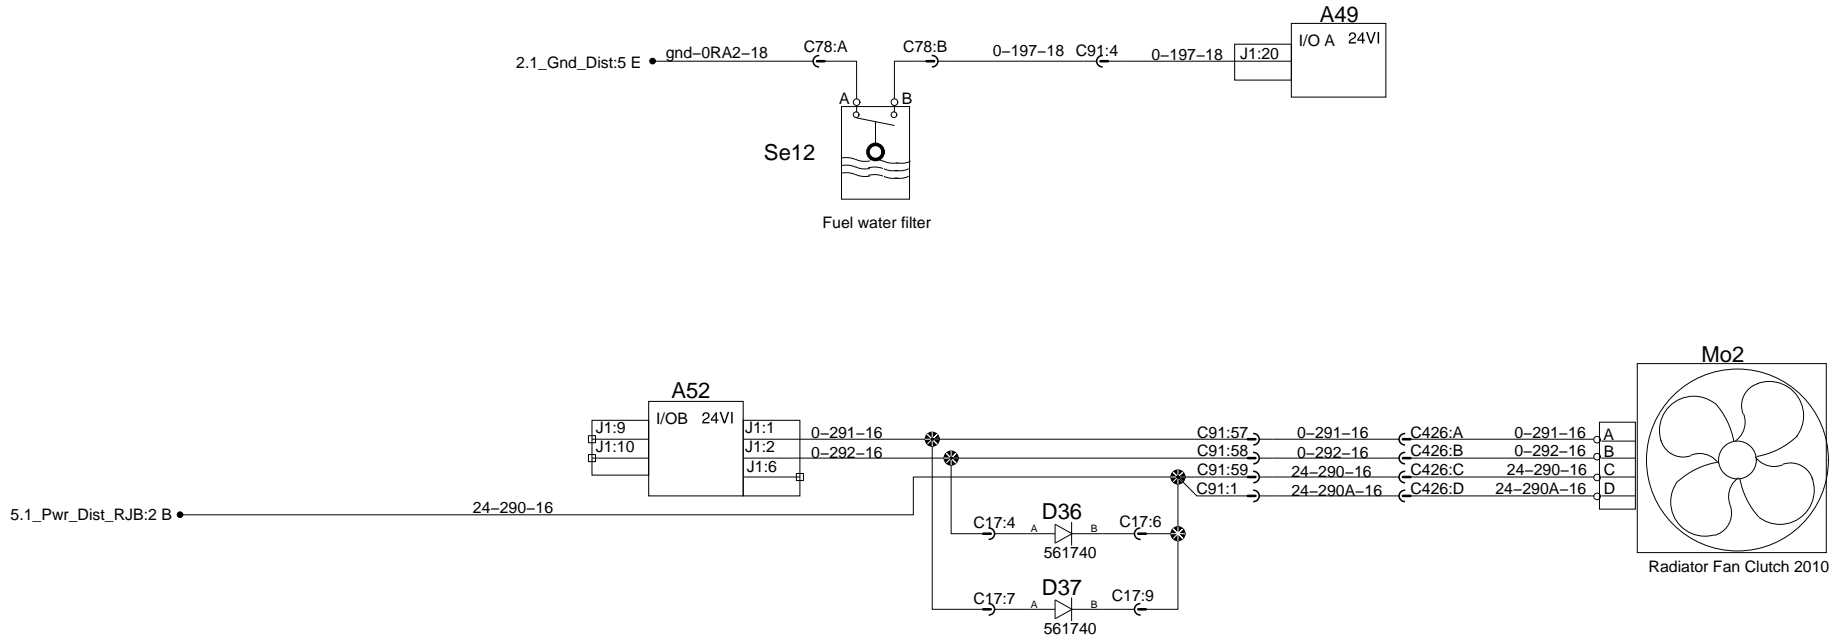 A49
I/O A 24VI
2.1_Gnd_Dist:5 E
gnd−0RA2−18
C78:A
C78:B
0−197−18
C91:4
0−197−18
J1:20
A
B
Se12
Fuel water filter
Mo2
A52
I/OB 24VI
J1:9
J1:10
J1:1
J1:2
J1:6
0−291−16
0−292−16
C91:57
0−291−16
C426:A
0−291−16
A
C91:58
0−292−16
C426:B
0−292−16
B
C91:59
24−290−16
C426:C
24−290−16
C
C91:1
24−290A−16
C426:D
24−290A−16
D
5.1_Pwr_Dist_RJB:2 B
24−290−16
C17:4
A
D36
B
C17:6
561740
C17:7
A
D37
B
C17:9
561740
Radiator Fan Clutch 2010